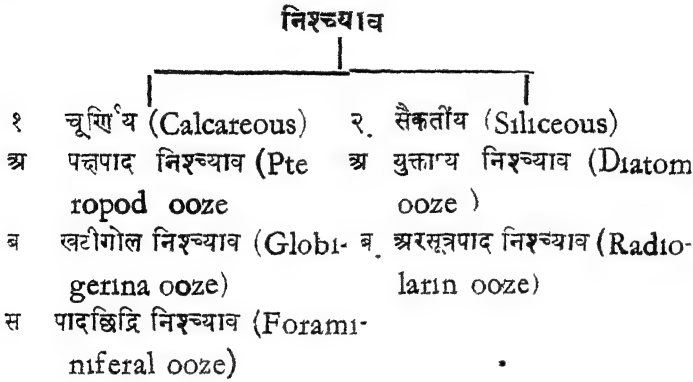 निश्च्याव
१ चूर्णिय (Calcareous) २. सैकतीय (Siliceous)
अ पक्षपाद निश्च्याव (Pte अ युक्ताप्य निश्च्याव (Diatom
ropod ooze ooze )
ब खटीगोल निश्च्याव (Globi- ब. अरसूत्रपाद निश्च्याव (Radio-
gerina ooze) larin ooze)
स पादछिद्रि निश्च्याव (Forami-
niferal ooze)